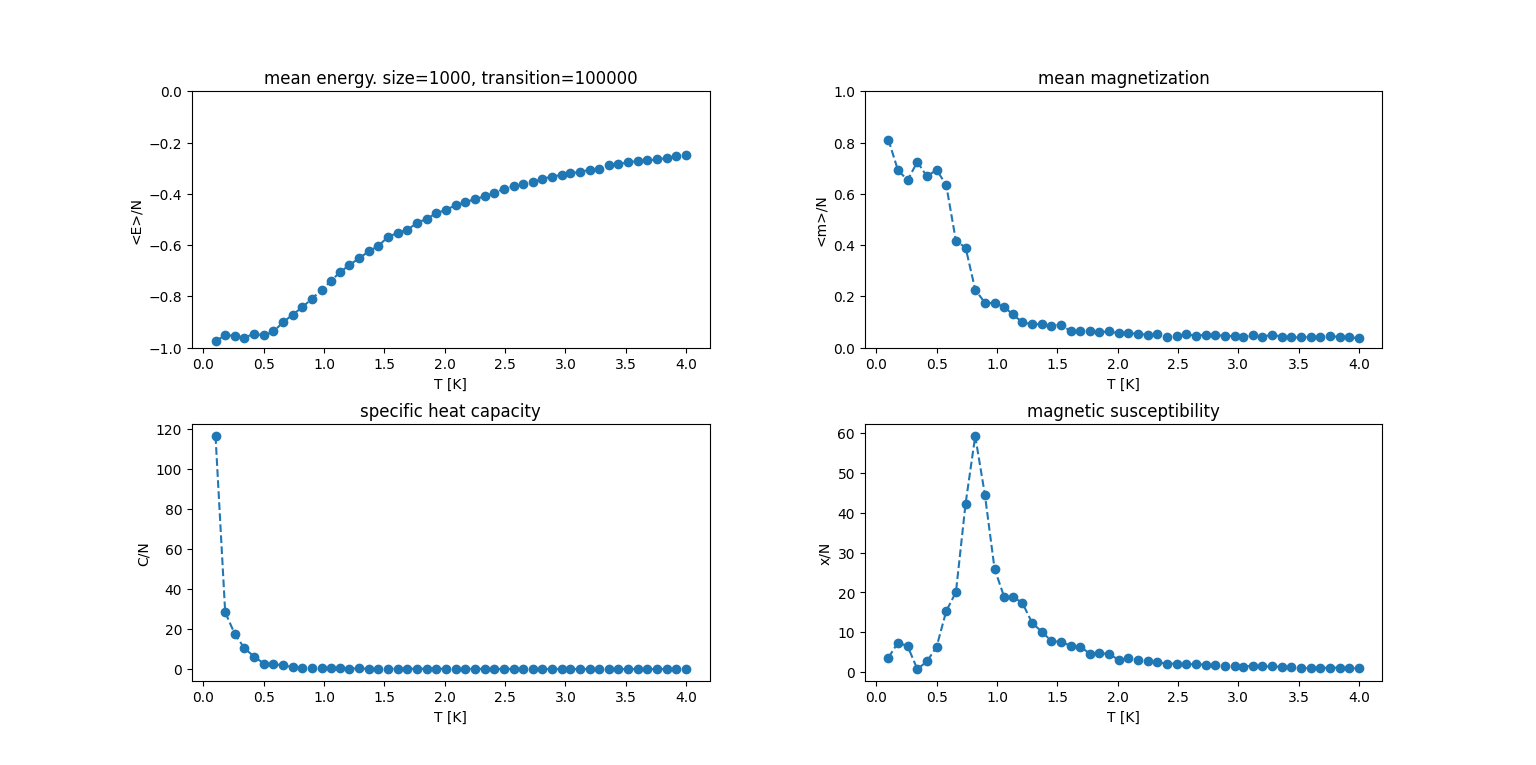 mean energy. size=1000, transition=100000
0.0
−0.2
−0.4
−0.6
−0.8
−1.0
<E>/N
0.0 0.5 1.0 1.5 2.0 2.5 3.0 3.5 4.0
T [K]
mean magnetization
1.0
0.8
0.6
0.4
0.2
0.0
<m>/N
0.0 0.5 1.0 1.5 2.0 2.5 3.0 3.5 4.0
T [K]
specific heat capacity
120
100
80
60
40
20
0
C/N
0.0 0.5 1.0 1.5 2.0 2.5 3.0 3.5 4.0
T [K]
magnetic susceptibility
60
50
40
30
20
10
0
x/N
0.0 0.5 1.0 1.5 2.0 2.5 3.0 3.5 4.0
T [K]